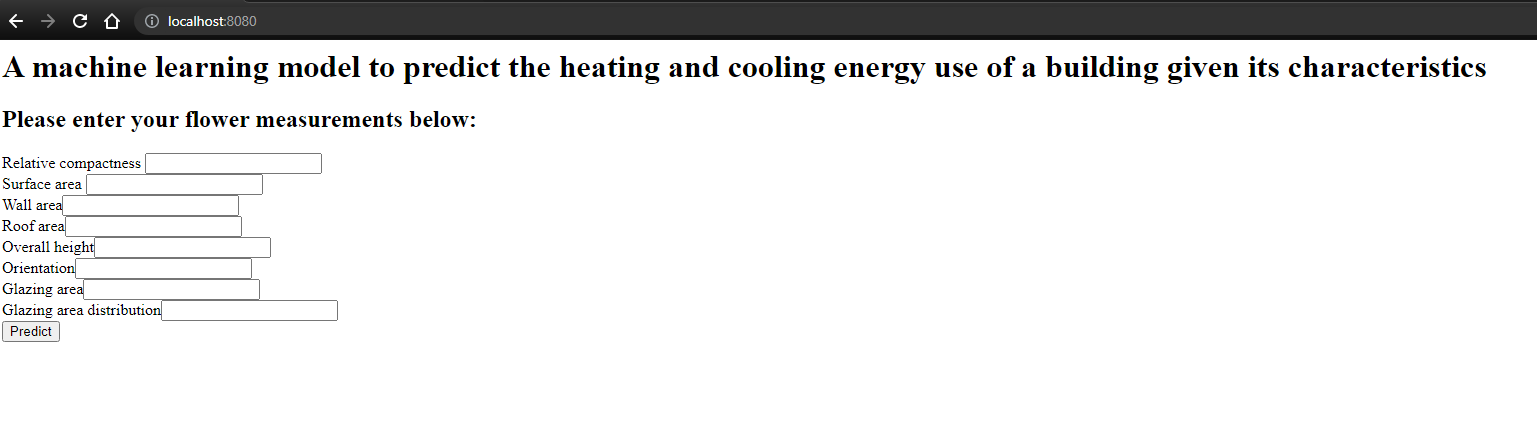 localhost:8080
A machine learning model to predict the heating and cooling energy use of a building given its characteristics
Please enter your flower measurements below:
Relative compactness
Surface area
Wall area
Roof area
Overall height
Orientation
Glazing area
Glazing area distribution
Predict